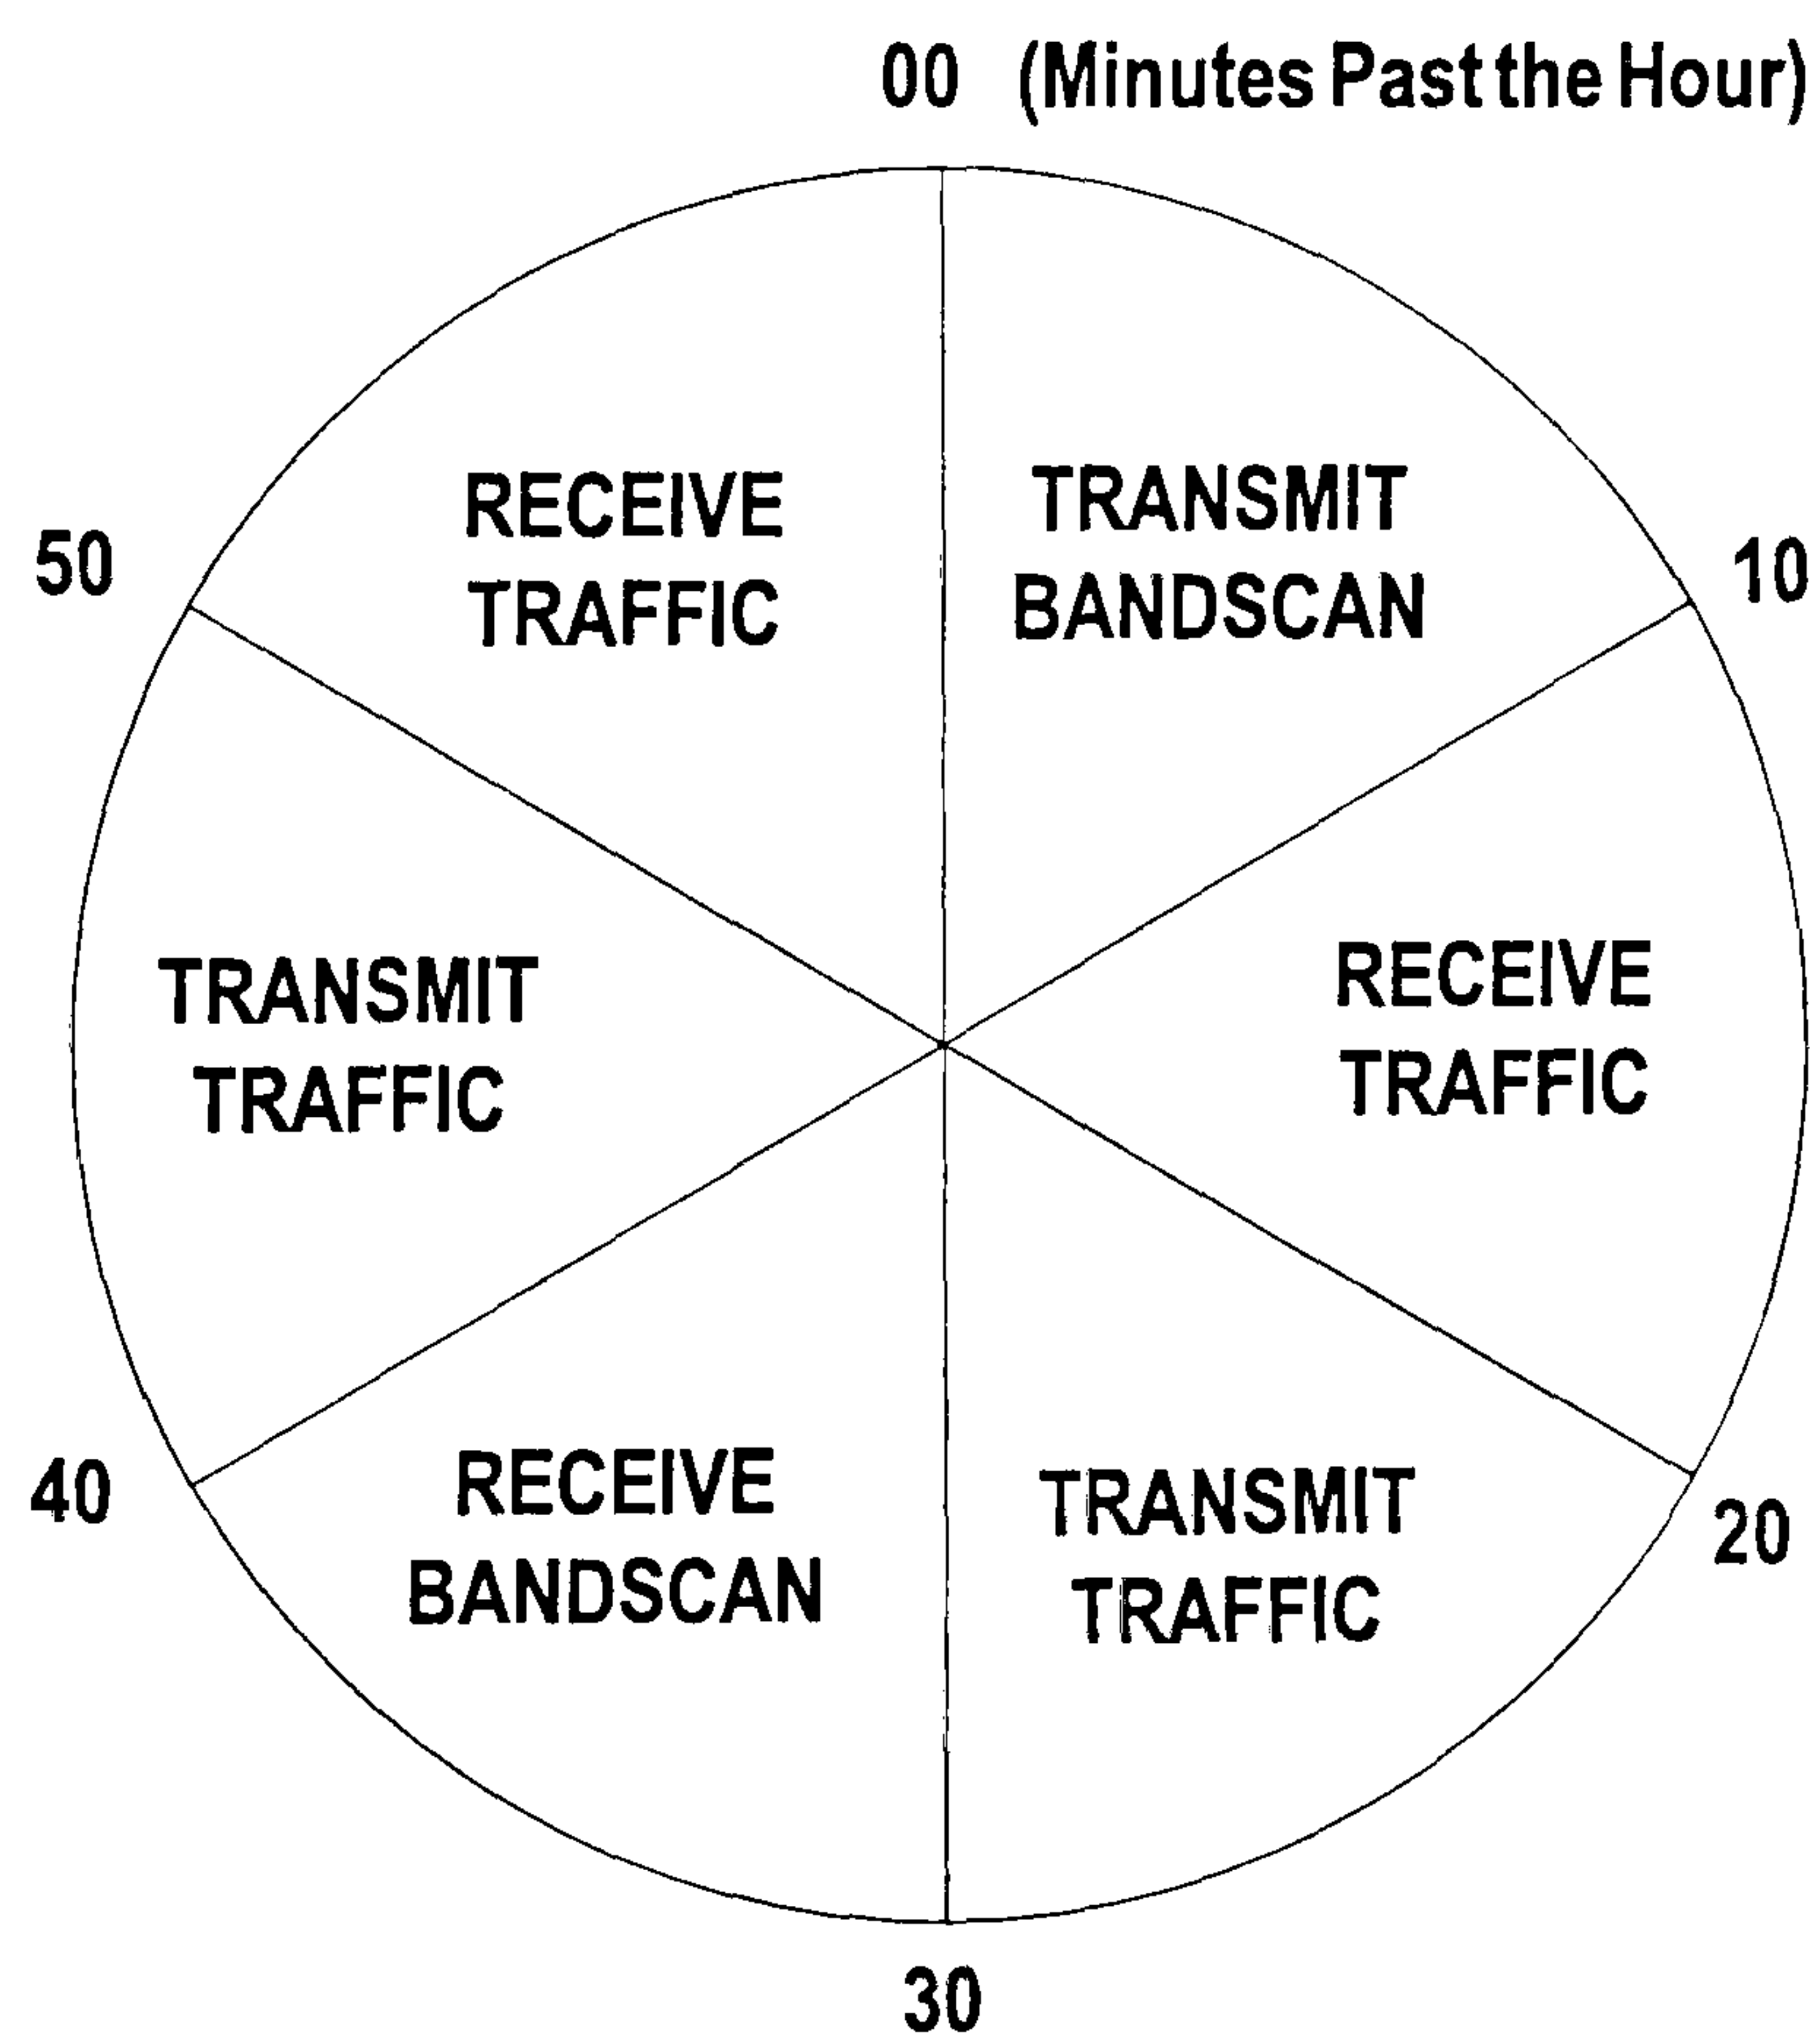 00 (Minutes Past the Hour)
RECEIVE
TRAFFIC
TRANSMIT
BANDSCAN
50
10
TRANSMIT
TRAFFIC
RECEIVE
TRAFFIC
40
RECEIVE
BANDSCAN
TRANSMIT
TRAFFIC
20
30